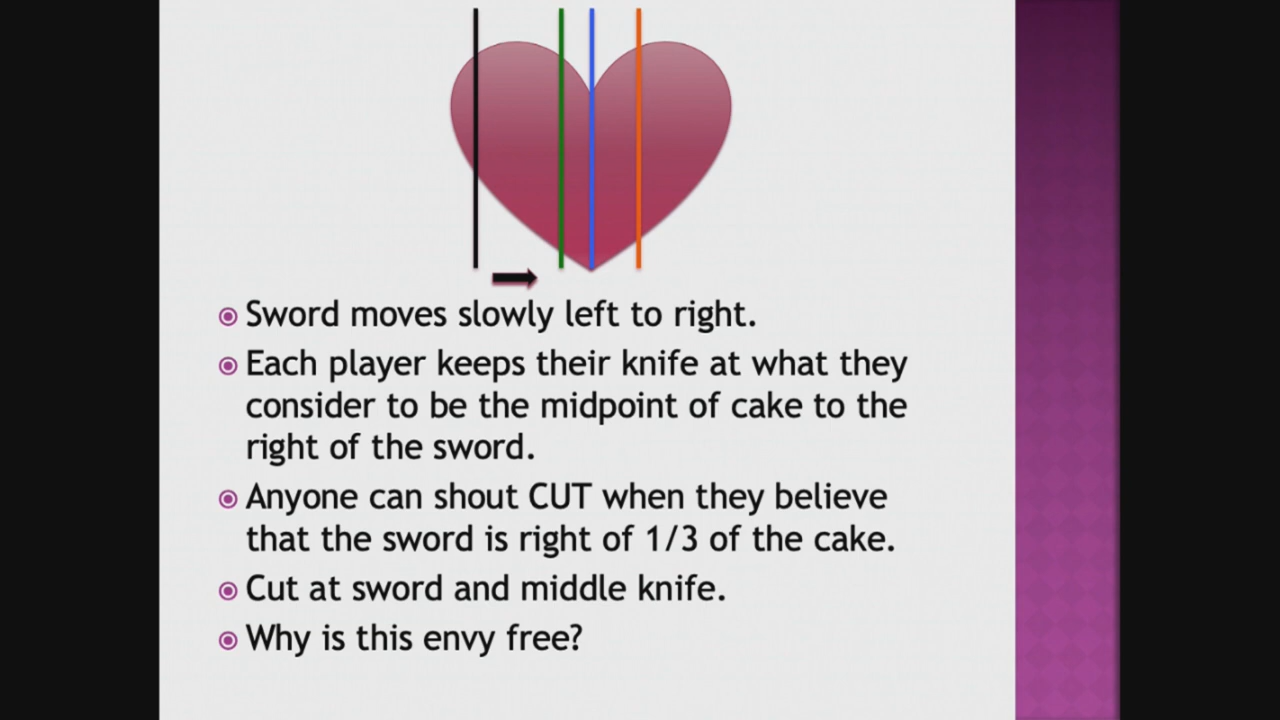 Sword moves slowly left to right.
Each player keeps their knife at what they
consider to be the midpoint of cake to the
right of the sword.
Anyone can shout CUT when they believe
that the sword is right of 1/3 of the cake.
Cut at sword and middle knife.
Why is this envy free?